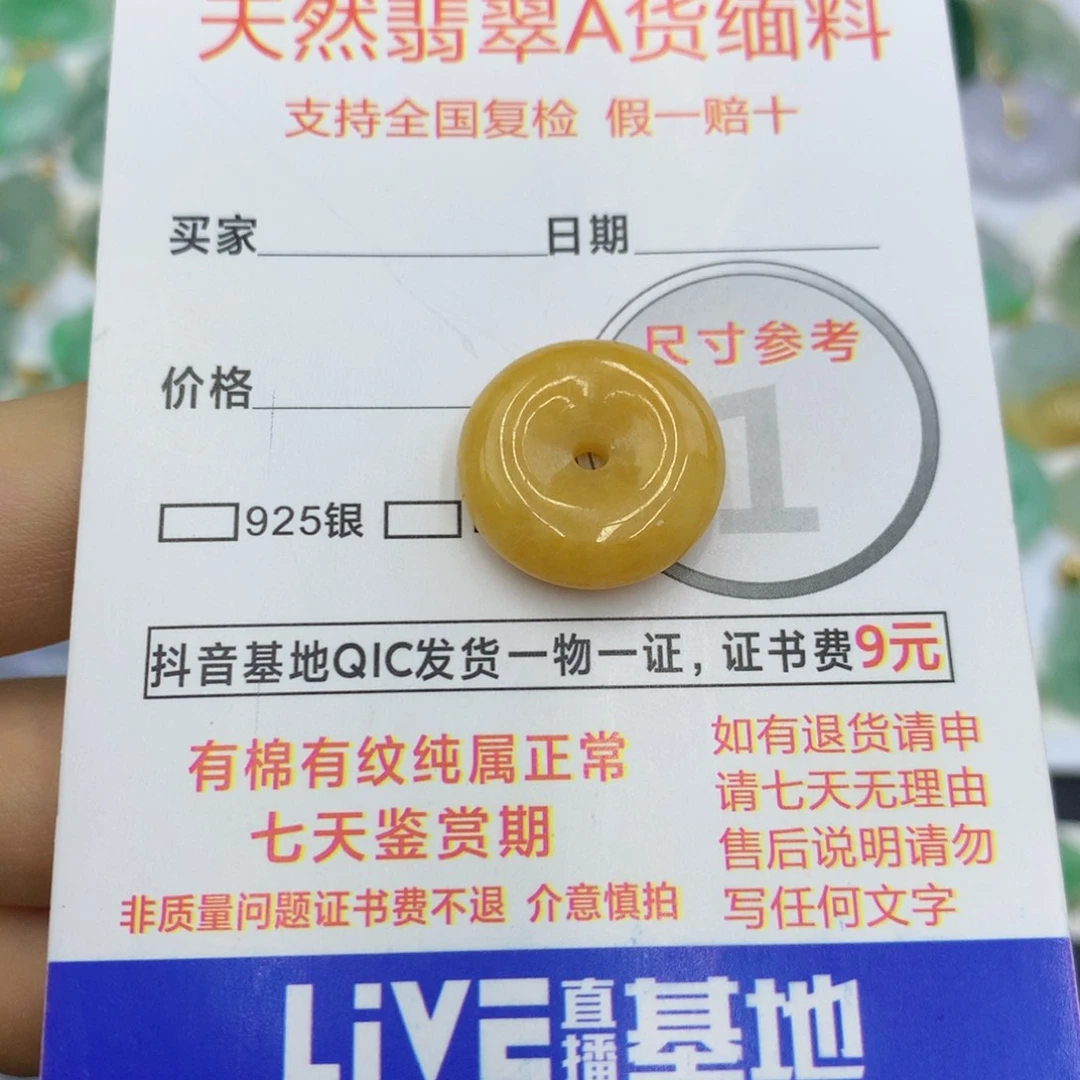 天然翡翠A货缅料
支持全国复检 假一赔十
买家 日期
尺寸参考
价格
1
925银
抖音基地QIC发货一物一证，证书费9元
有棉有纹纯属正常
七天鉴赏期
非质量问题证书费不退 介意慎拍
如有退货请申
请七天无理由
售后说明请勿
写任何文字
LiVE直播基地